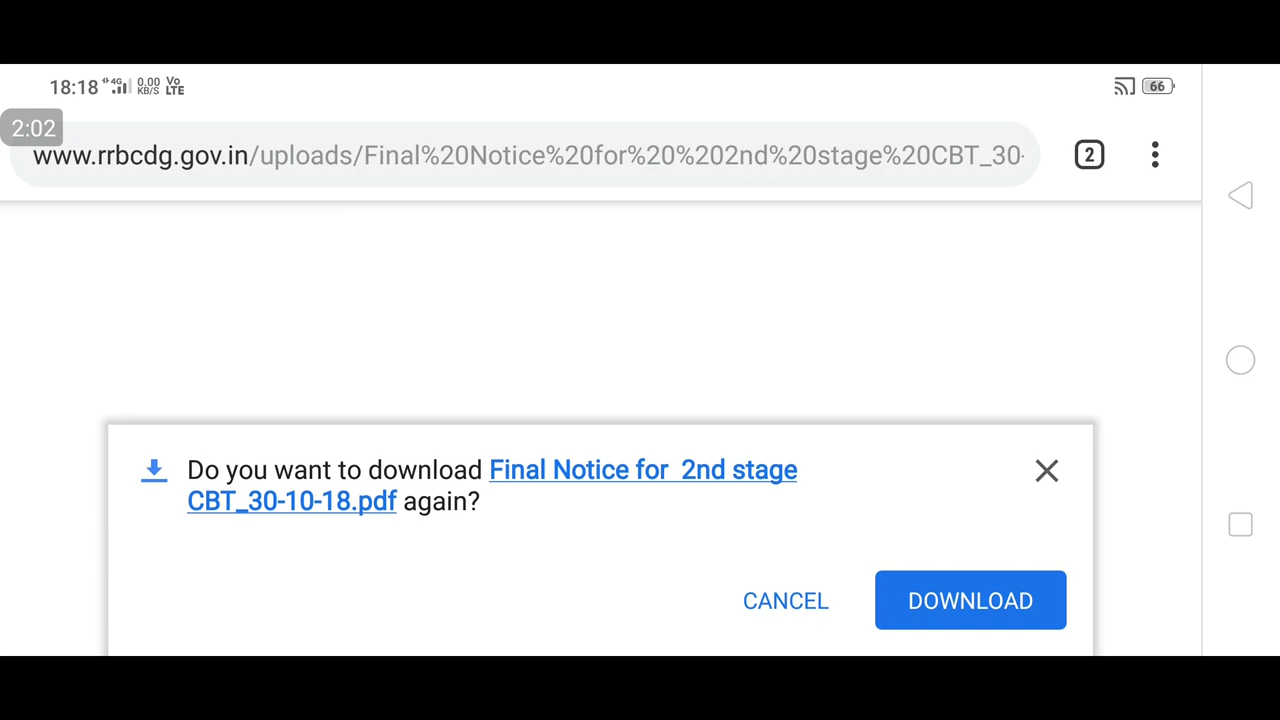 18:18 4G 0.00 KB/S Vo LTE 66
2:02
www.rrbcdg.gov.in/uploads/Final%20Notice%20for%20%202nd%20stage%20CBT_30-
2
Do you want to download Final Notice for  2nd stage
CBT_30-10-18.pdf again?
CANCEL DOWNLOAD